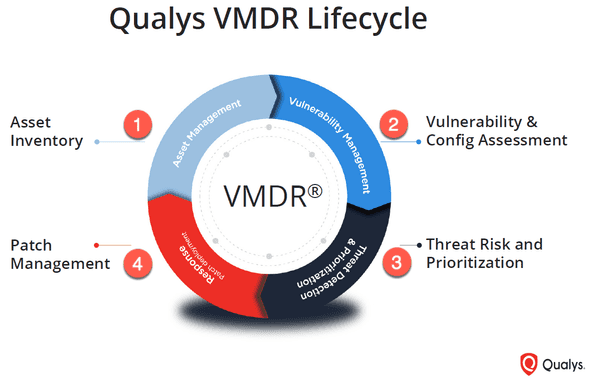 Qualys VMDR Lifecycle
Asset
Inventory
1
Asset Management
Vulnerability Management
2
Vulnerability &
Config Assessment
VMDR®
Patch
Management
4
Response
Patch deployment
Threat Detection
& Prioritization
3
Threat Risk and
Prioritization
Qualys.